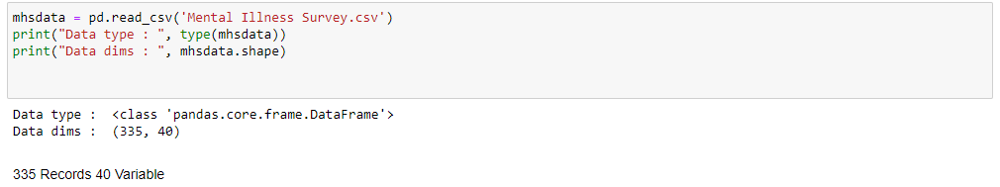 mhsdata = pd.read_csv('Mental Illness Survey.csv')
print("Data type : ", type(mhsdata))
print("Data dims : ", mhsdata.shape)
Data type :  <class 'pandas.core.frame.DataFrame'>
Data dims :  (335, 40)
335 Records 40 Variable